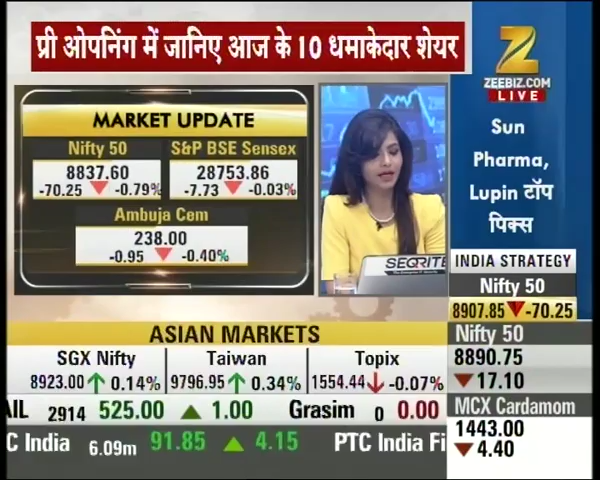 प्री ओपनिंग में जानिए आज के 10 धमाकेदार शेयर
ZEEBIZ.COM
LIVE
MARKET UPDATE
Nifty 50
8837.60
-70.25 -0.79%
S&P BSE Sensex
28753.86
-7.73 -0.03%
Ambuja Cem
238.00
-0.95 -0.40%
SEQRITE
Sun
Pharma,
Lupin टॉप
पिक्स
INDIA STRATEGY
Nifty 50
8907.85 -70.25
ASIAN MARKETS
SGX Nifty
8923.00 0.14%
Taiwan
9796.95 0.34%
Topix
1554.44 -0.07%
Nifty 50
8890.75
17.10
MCX Cardamom
1443.00
4.40
AIL 2914 525.00 1.00 Grasim 0 0.00
C India 6.09m 91.85 4.15 PTC India Fi